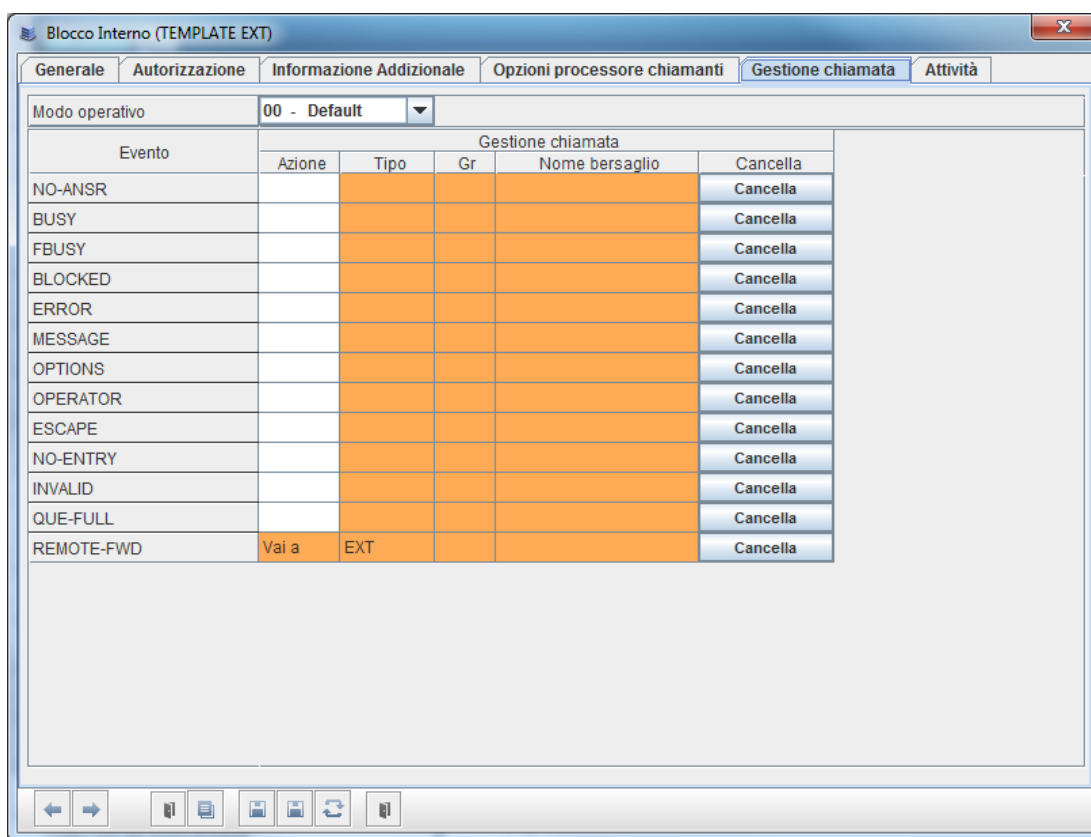 Blocco Interno (TEMPLATE EXT)
Generale Autorizzazione Informazione Addizionale Opzioni processore chiamanti Gestione chiamata Attività
Modo operativo 00 - Default
Evento Gestione chiamata
Azione Tipo Gr Nome bersaglio Cancella
NO-ANSR Cancella
BUSY Cancella
FBUSY Cancella
BLOCKED Cancella
ERROR Cancella
MESSAGE Cancella
OPTIONS Cancella
OPERATOR Cancella
ESCAPE Cancella
NO-ENTRY Cancella
INVALID Cancella
QUE-FULL Cancella
REMOTE-FWD Vai a EXT Cancella